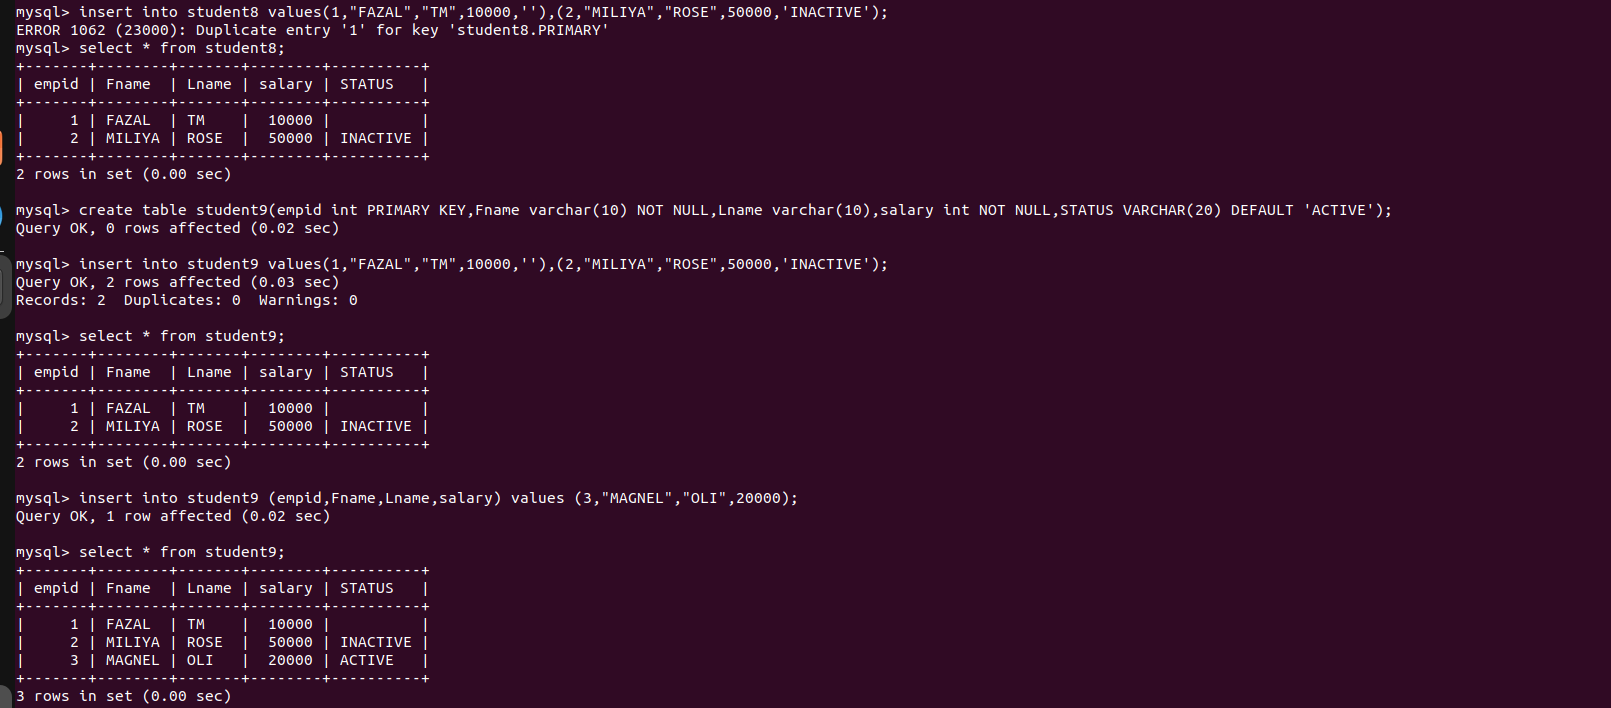 mysql> insert into student8 values(1,"FAZAL","TM",10000,''),(2,"MILIYA","ROSE",50000,'INACTIVE');
ERROR 1062 (23000): Duplicate entry '1' for key 'student8.PRIMARY'
mysql> select * from student8;
+-------+--------+-------+--------+----------+
| empid | Fname  | Lname | salary | STATUS   |
+-------+--------+-------+--------+----------+
|     1 | FAZAL  | TM    |  10000 |          |
|     2 | MILIYA | ROSE  |  50000 | INACTIVE |
+-------+--------+-------+--------+----------+
2 rows in set (0.00 sec)

mysql> create table student9(empid int PRIMARY KEY,Fname varchar(10) NOT NULL,Lname varchar(10),salary int NOT NULL,STATUS VARCHAR(20) DEFAULT 'ACTIVE');
Query OK, 0 rows affected (0.02 sec)

mysql> insert into student9 values(1,"FAZAL","TM",10000,''),(2,"MILIYA","ROSE",50000,'INACTIVE');
Query OK, 2 rows affected (0.03 sec)
Records: 2  Duplicates: 0  Warnings: 0

mysql> select * from student9;
+-------+--------+-------+--------+----------+
| empid | Fname  | Lname | salary | STATUS   |
+-------+--------+-------+--------+----------+
|     1 | FAZAL  | TM    |  10000 |          |
|     2 | MILIYA | ROSE  |  50000 | INACTIVE |
+-------+--------+-------+--------+----------+
2 rows in set (0.00 sec)

mysql> insert into student9 (empid,Fname,Lname,salary) values (3,"MAGNEL","OLI",20000);
Query OK, 1 row affected (0.02 sec)

mysql> select * from student9;
+-------+--------+-------+--------+----------+
| empid | Fname  | Lname | salary | STATUS   |
+-------+--------+-------+--------+----------+
|     1 | FAZAL  | TM    |  10000 |          |
|     2 | MILIYA | ROSE  |  50000 | INACTIVE |
|     3 | MAGNEL | OLI   |  20000 | ACTIVE   |
+-------+--------+-------+--------+----------+
3 rows in set (0.00 sec)